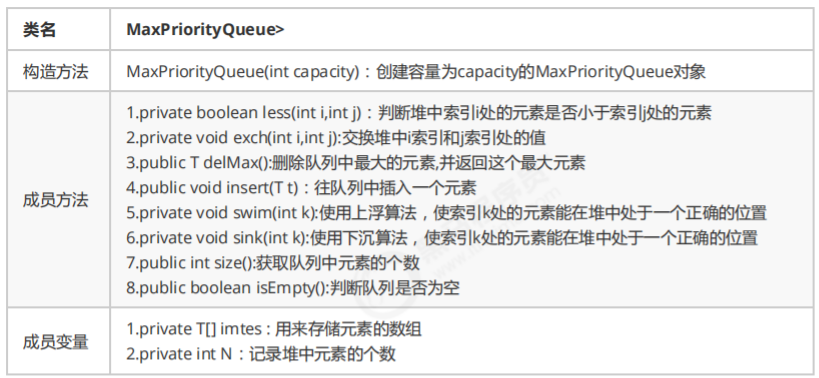 类名 MaxPriorityQueue>
构造方法 MaxPriorityQueue(int capacity)：创建容量为capacity的MaxPriorityQueue对象
成员方法
1.private boolean less(int i,int j)：判断堆中索引i处的元素是否小于索引j处的元素
2.private void exch(int i,int j):交换堆中i索引和j索引处的值
3.public T delMax():删除队列中最大的元素,并返回这个最大元素
4.public void insert(T t)：往队列中插入一个元素
5.private void swim(int k):使用上浮算法，使索引k处的元素能在堆中处于一个正确的位置
6.private void sink(int k):使用下沉算法，使索引k处的元素能在堆中处于一个正确的位置
7.public int size():获取队列中元素的个数
8.public boolean isEmpty():判断队列是否为空
成员变量
1.private T[] imtes : 用来存储元素的数组
2.private int N：记录堆中元素的个数